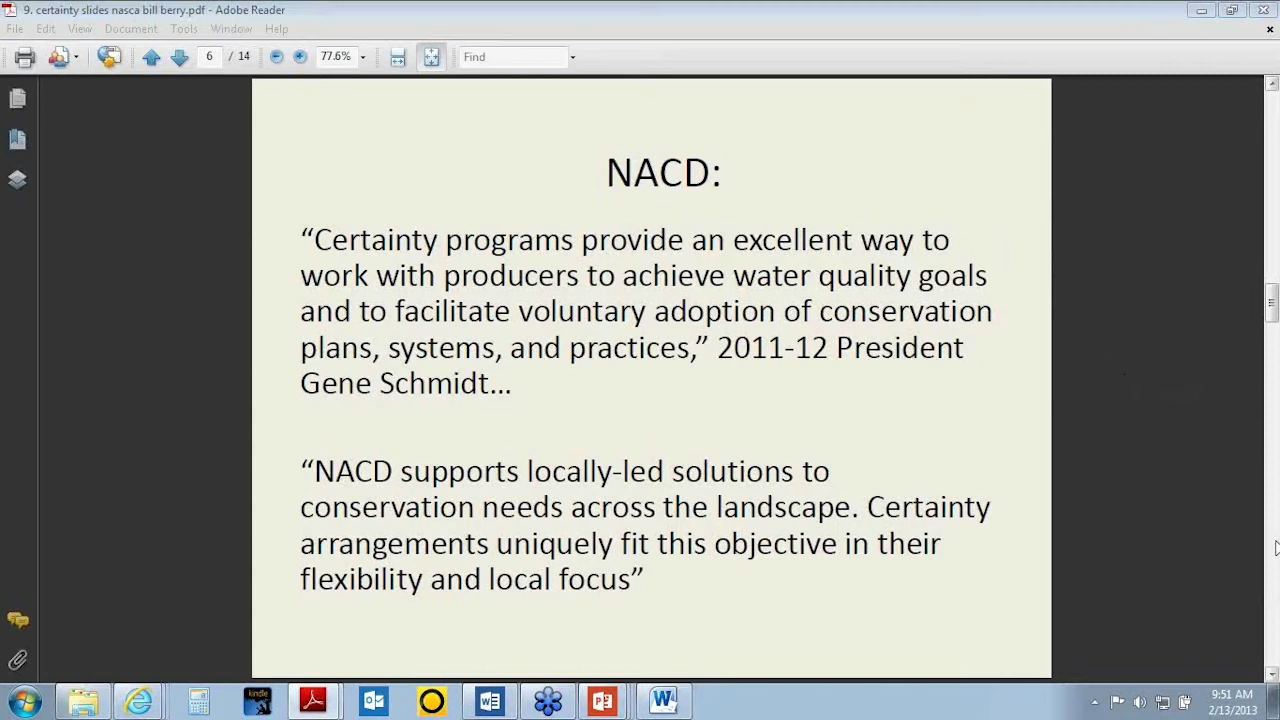 9. certainty slides nasca bill berry.pdf - Adobe Reader
File Edit View Document Tools Window Help
6 / 14 77.6% Find
NACD:
“Certainty programs provide an excellent way to
work with producers to achieve water quality goals
and to facilitate voluntary adoption of conservation
plans, systems, and practices,” 2011-12 President
Gene Schmidt…
“NACD supports locally-led solutions to
conservation needs across the landscape. Certainty
arrangements uniquely fit this objective in their
flexibility and local focus”
kindle
9:51 AM
2/13/2013